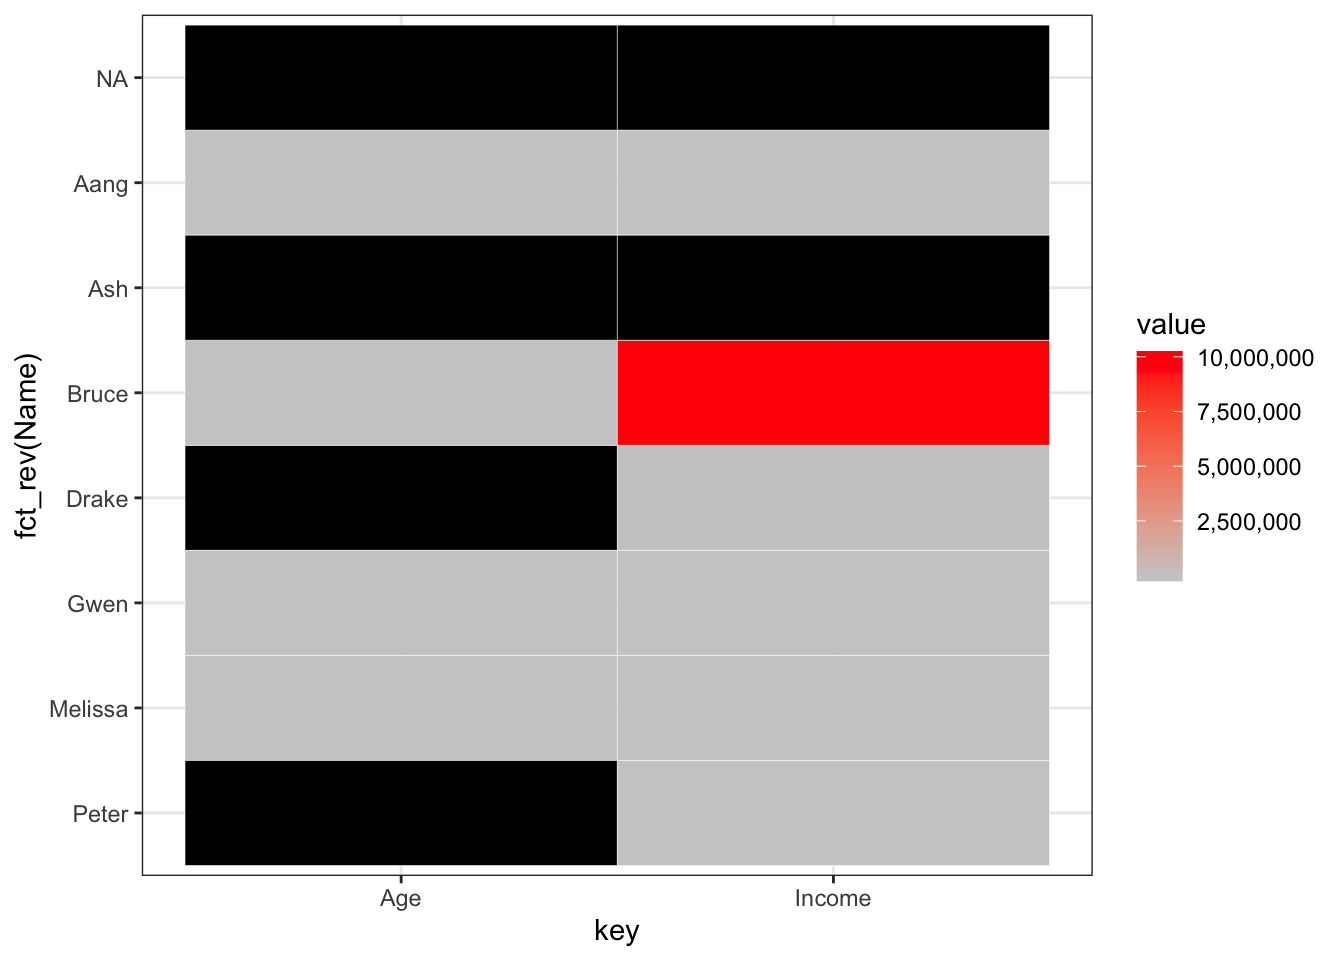 NA
Aang
Ash
Bruce
Drake
Gwen
Melissa
Peter
fct_rev(Name)
Age
Income
key
value
10,000,000
7,500,000
5,000,000
2,500,000